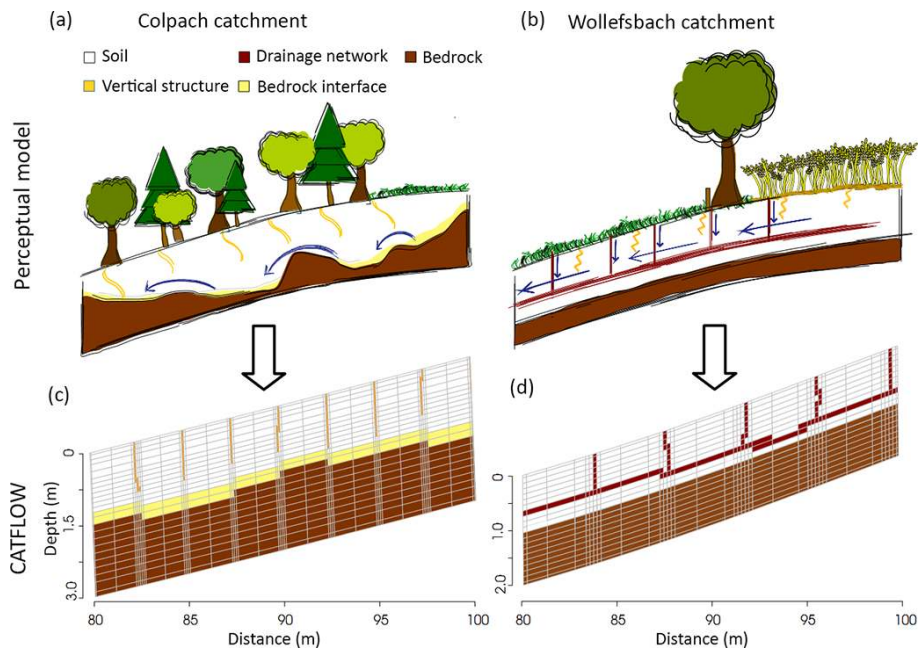 (a) Colpach catchment
(b) Wollefsbach catchment
Soil Drainage network Bedrock
Vertical structure Bedrock interface
Perceptual model
(c)
(d)
CATFLOW
Depth (m)
0
1.5
3.0
80 85 90 95 100
Distance (m)
0
1.0
2.0
80 85 90 95 100
Distance (m)